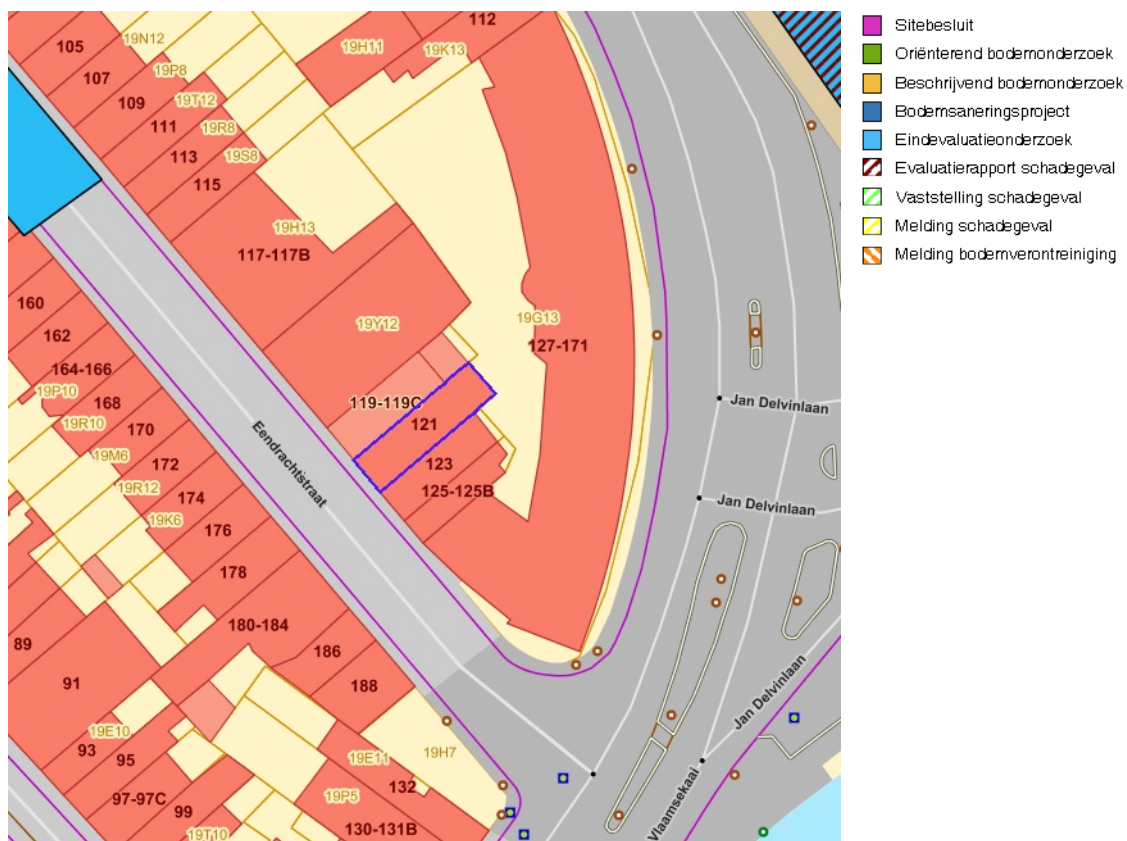 Sitebesluit
Oriënterend bodemonderzoek
Beschrijvend bodemonderzoek
Bodemsaneringsproject
Eindevaluatieonderzoek
Evaluatierapport schadegeval
Vaststelling schadegeval
Melding schadegeval
Melding bodemverontreiniging
112
19N12
105
19H11
19K13
19P8
107
19T12
109
111
19R8
113
19S8
115
19H13
117-117B
160
19G13
19Y12
162
127-171
164-166
19P10
168
119-119C
Jan Delvinlaan
19R10
170
121
19M6
172
123
Eendrachtstraat
19R12
174
125-125B
Jan Delvinlaan
19K6
176
178
180-184
89
186
91
188
Jan Delvinlaan
19E10
93
95
19E11
19H7
132
97-97C
19P5
99
Vlaamsekaai
130-131B
19T10